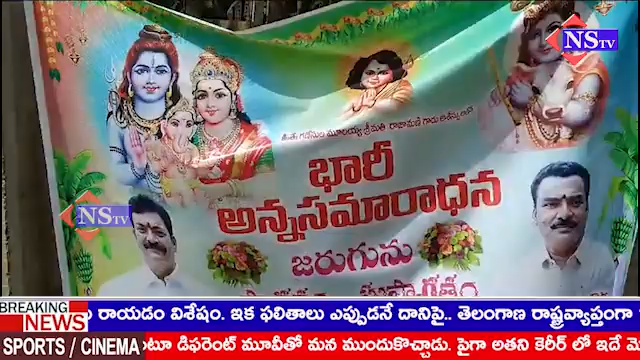 NSTV
భారీ
అన్నసమారాధన
జరుగును
NSTV
BREAKING
NEWS
రాయడం విశేషం. ఇక ఫలితాలు ఎప్పుడనే దానిపై.. తెలంగాణ రాష్ట్రవ్యాప్తంగా
SPORTS / CINEMA
డిఫరెంట్ మూవీతో మన ముందుకొచ్చాడు. పైగా అతని కెరీర్ లో ఇదే